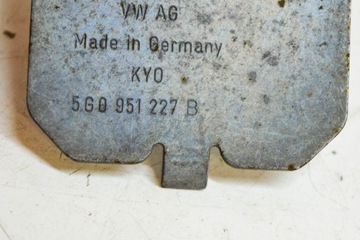 VW AG
Made in Germany
KYO
5G0 951 227 B